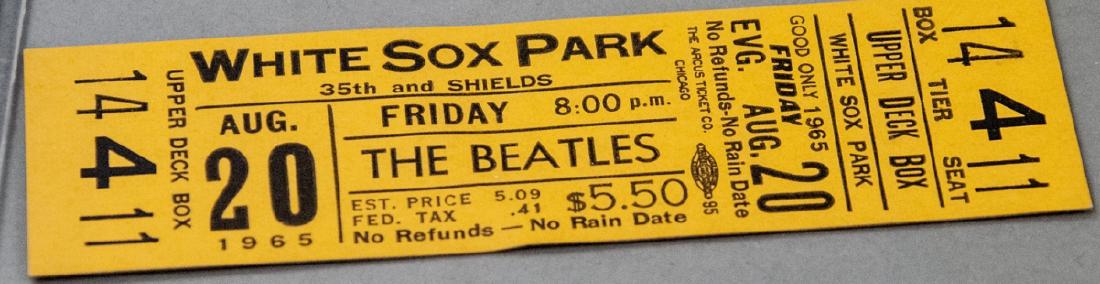 14 4 11
UPPER DECK BOX
WHITE SOX PARK
35th and SHIELDS
AUG.
20
1965
FRIDAY 8:00 p.m.
THE BEATLES
EST. PRICE 5.09
FED. TAX .41
$5.50
No Refunds — No Rain Date
THE ARCUS TICKET CO.
CHICAGO
95
No Refunds-No Rain Date
EVG. AUG. 20
FRIDAY
GOOD ONLY 1965
WHITE SOX PARK
UPPER DECK BOX
BOX TIER SEAT
14 4 11